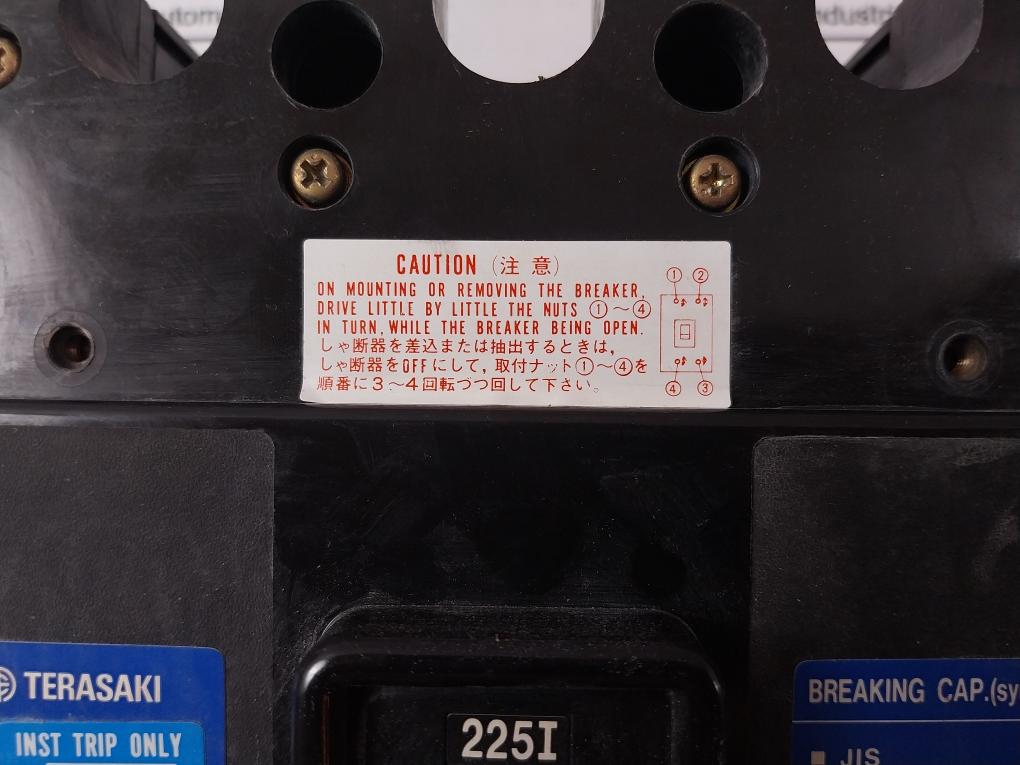 utom
dustri
CAUTION (注意)
ON MOUNTING OR REMOVING THE BREAKER,
DRIVE LITTLE BY LITTLE THE NUTS ①~④
IN TURN, WHILE THE BREAKER BEING OPEN.
しゃ断器を差込または抽出するときは,
しゃ断器をOFFにして, 取付ナット①~④を
順番に3~4回転づつ回して下さい。
① ②
④ ③
TERASAKI
INST TRIP ONLY
225I
BREAKING CAP.(sy
■ JIS